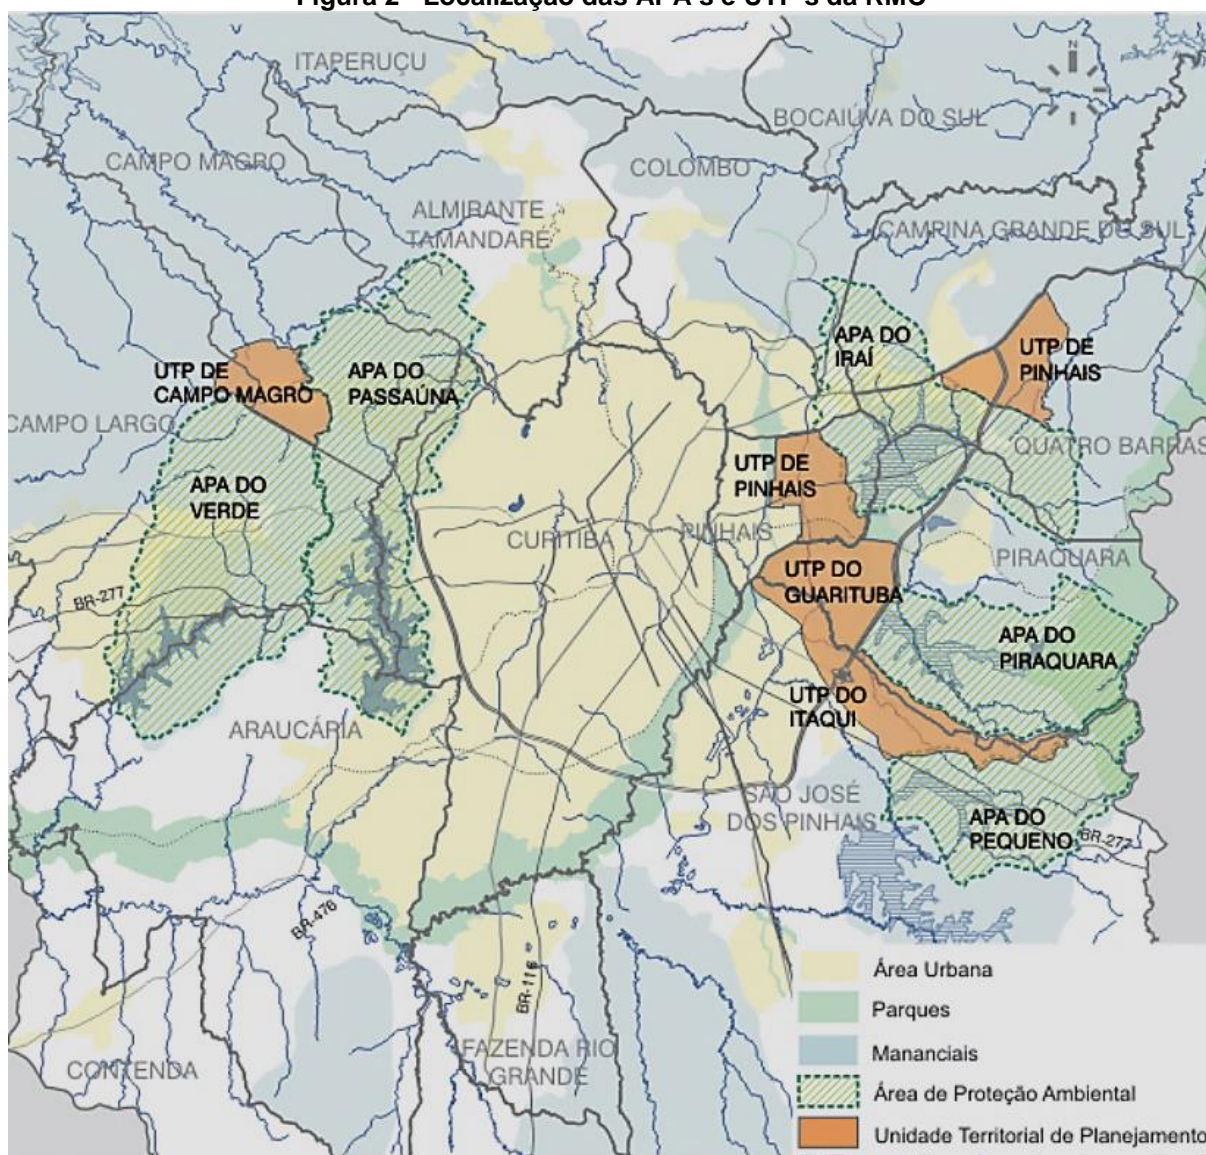 Figura 2 - Localização das APA's e UTP's da RMC
ITAPERUÇU
BOCAIÚVA DO SUL
CAMPO MAGRO
COLOMBO
ALMIRANTE
TAMANDARÉ
CAMPINA GRANDE DO SUL
N
APA DO
IRAÍ
UTP DE
PINHAIS
UTP DE
CAMPO MAGRO
APA DO
PASSAÚNA
CAMPO LARGO
QUATRO BARRAS
UTP DE
PINHAIS
APA DO
VERDE
CURITIBA
PINHAIS
PIRAQUARA
BR-277
UTP DO
GUARITUBA
APA DO
PIRAQUARA
UTP DO
ITAQUI
ARAUCÁRIA
SÃO JOSÉ
DOS PINHAIS
APA DO
PEQUENO
BR-277
BR-476
BR-116
FAZENDA RIO
GRANDE
CONTENDA
Área Urbana
Parques
Mananciais
Área de Proteção Ambiental
Unidade Territorial de Planejamento